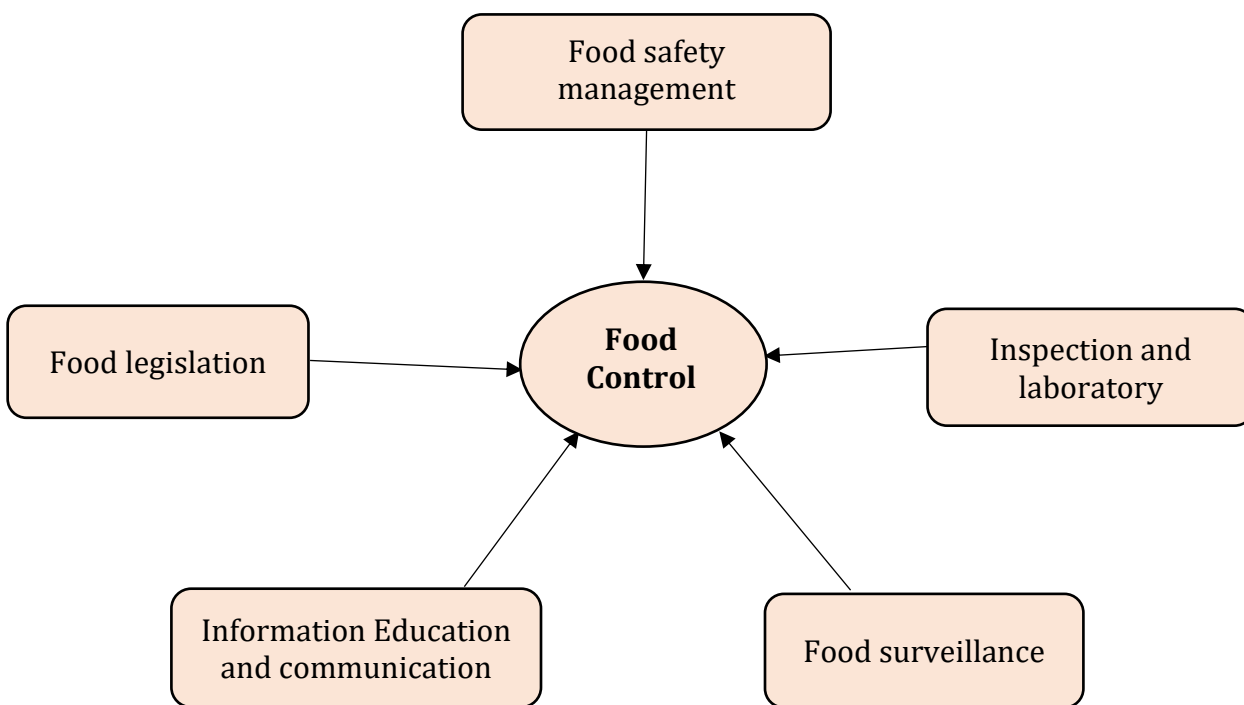 Food safety
management
Food legislation
Food
Control
Inspection and
laboratory
Information Education
and communication
Food surveillance